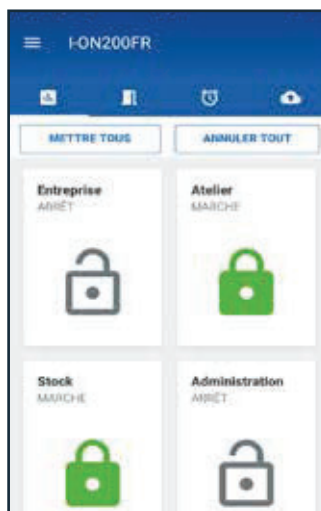 I-ON200FR
METTRE TOUS
ANNULER TOUT
Entreprise
ARRÊT
Atelier
MARCHE
Stock
MARCHE
Administration
ARRÊT